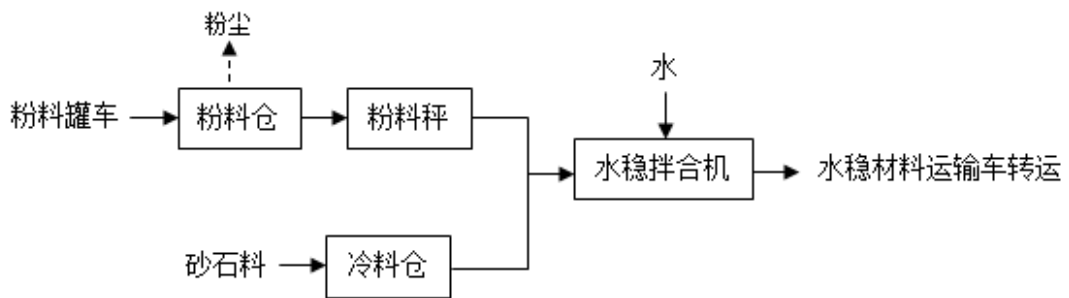 粉尘
水
粉料罐车
粉料仓
粉料秤
水稳拌合机
水稳材料运输车转运
砂石料
冷料仓